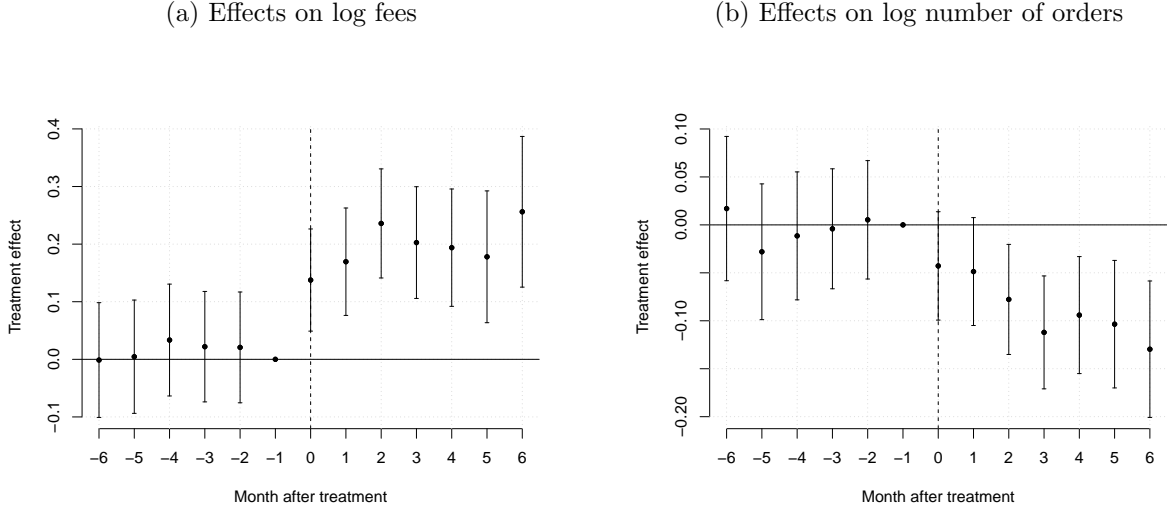 (a) Effects on log fees
Treatment effect
0.4
0.3
0.2
0.1
0.0
−0.1
−6 −5 −4 −3 −2 −1 0 1 2 3 4 5 6
Month after treatment
(b) Effects on log number of orders
Treatment effect
0.10
0.05
0.00
−0.10
−0.20
−6 −5 −4 −3 −2 −1 0 1 2 3 4 5 6
Month after treatment